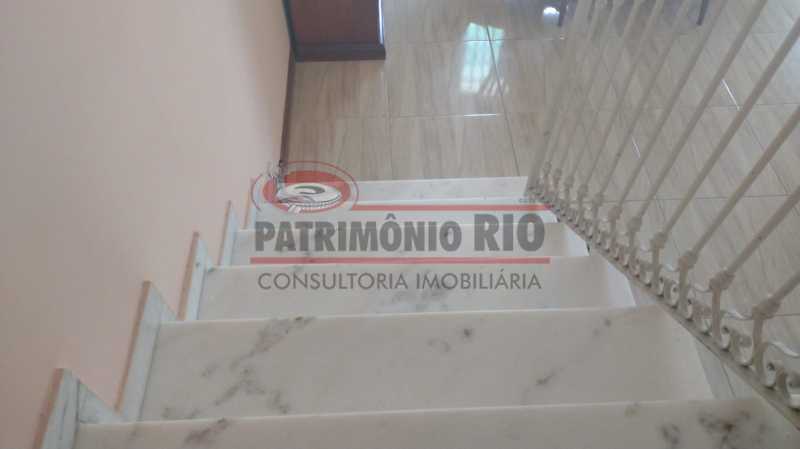 PATRIMÔNIO RIO
CONSULTORIA IMOBILIÁRIA